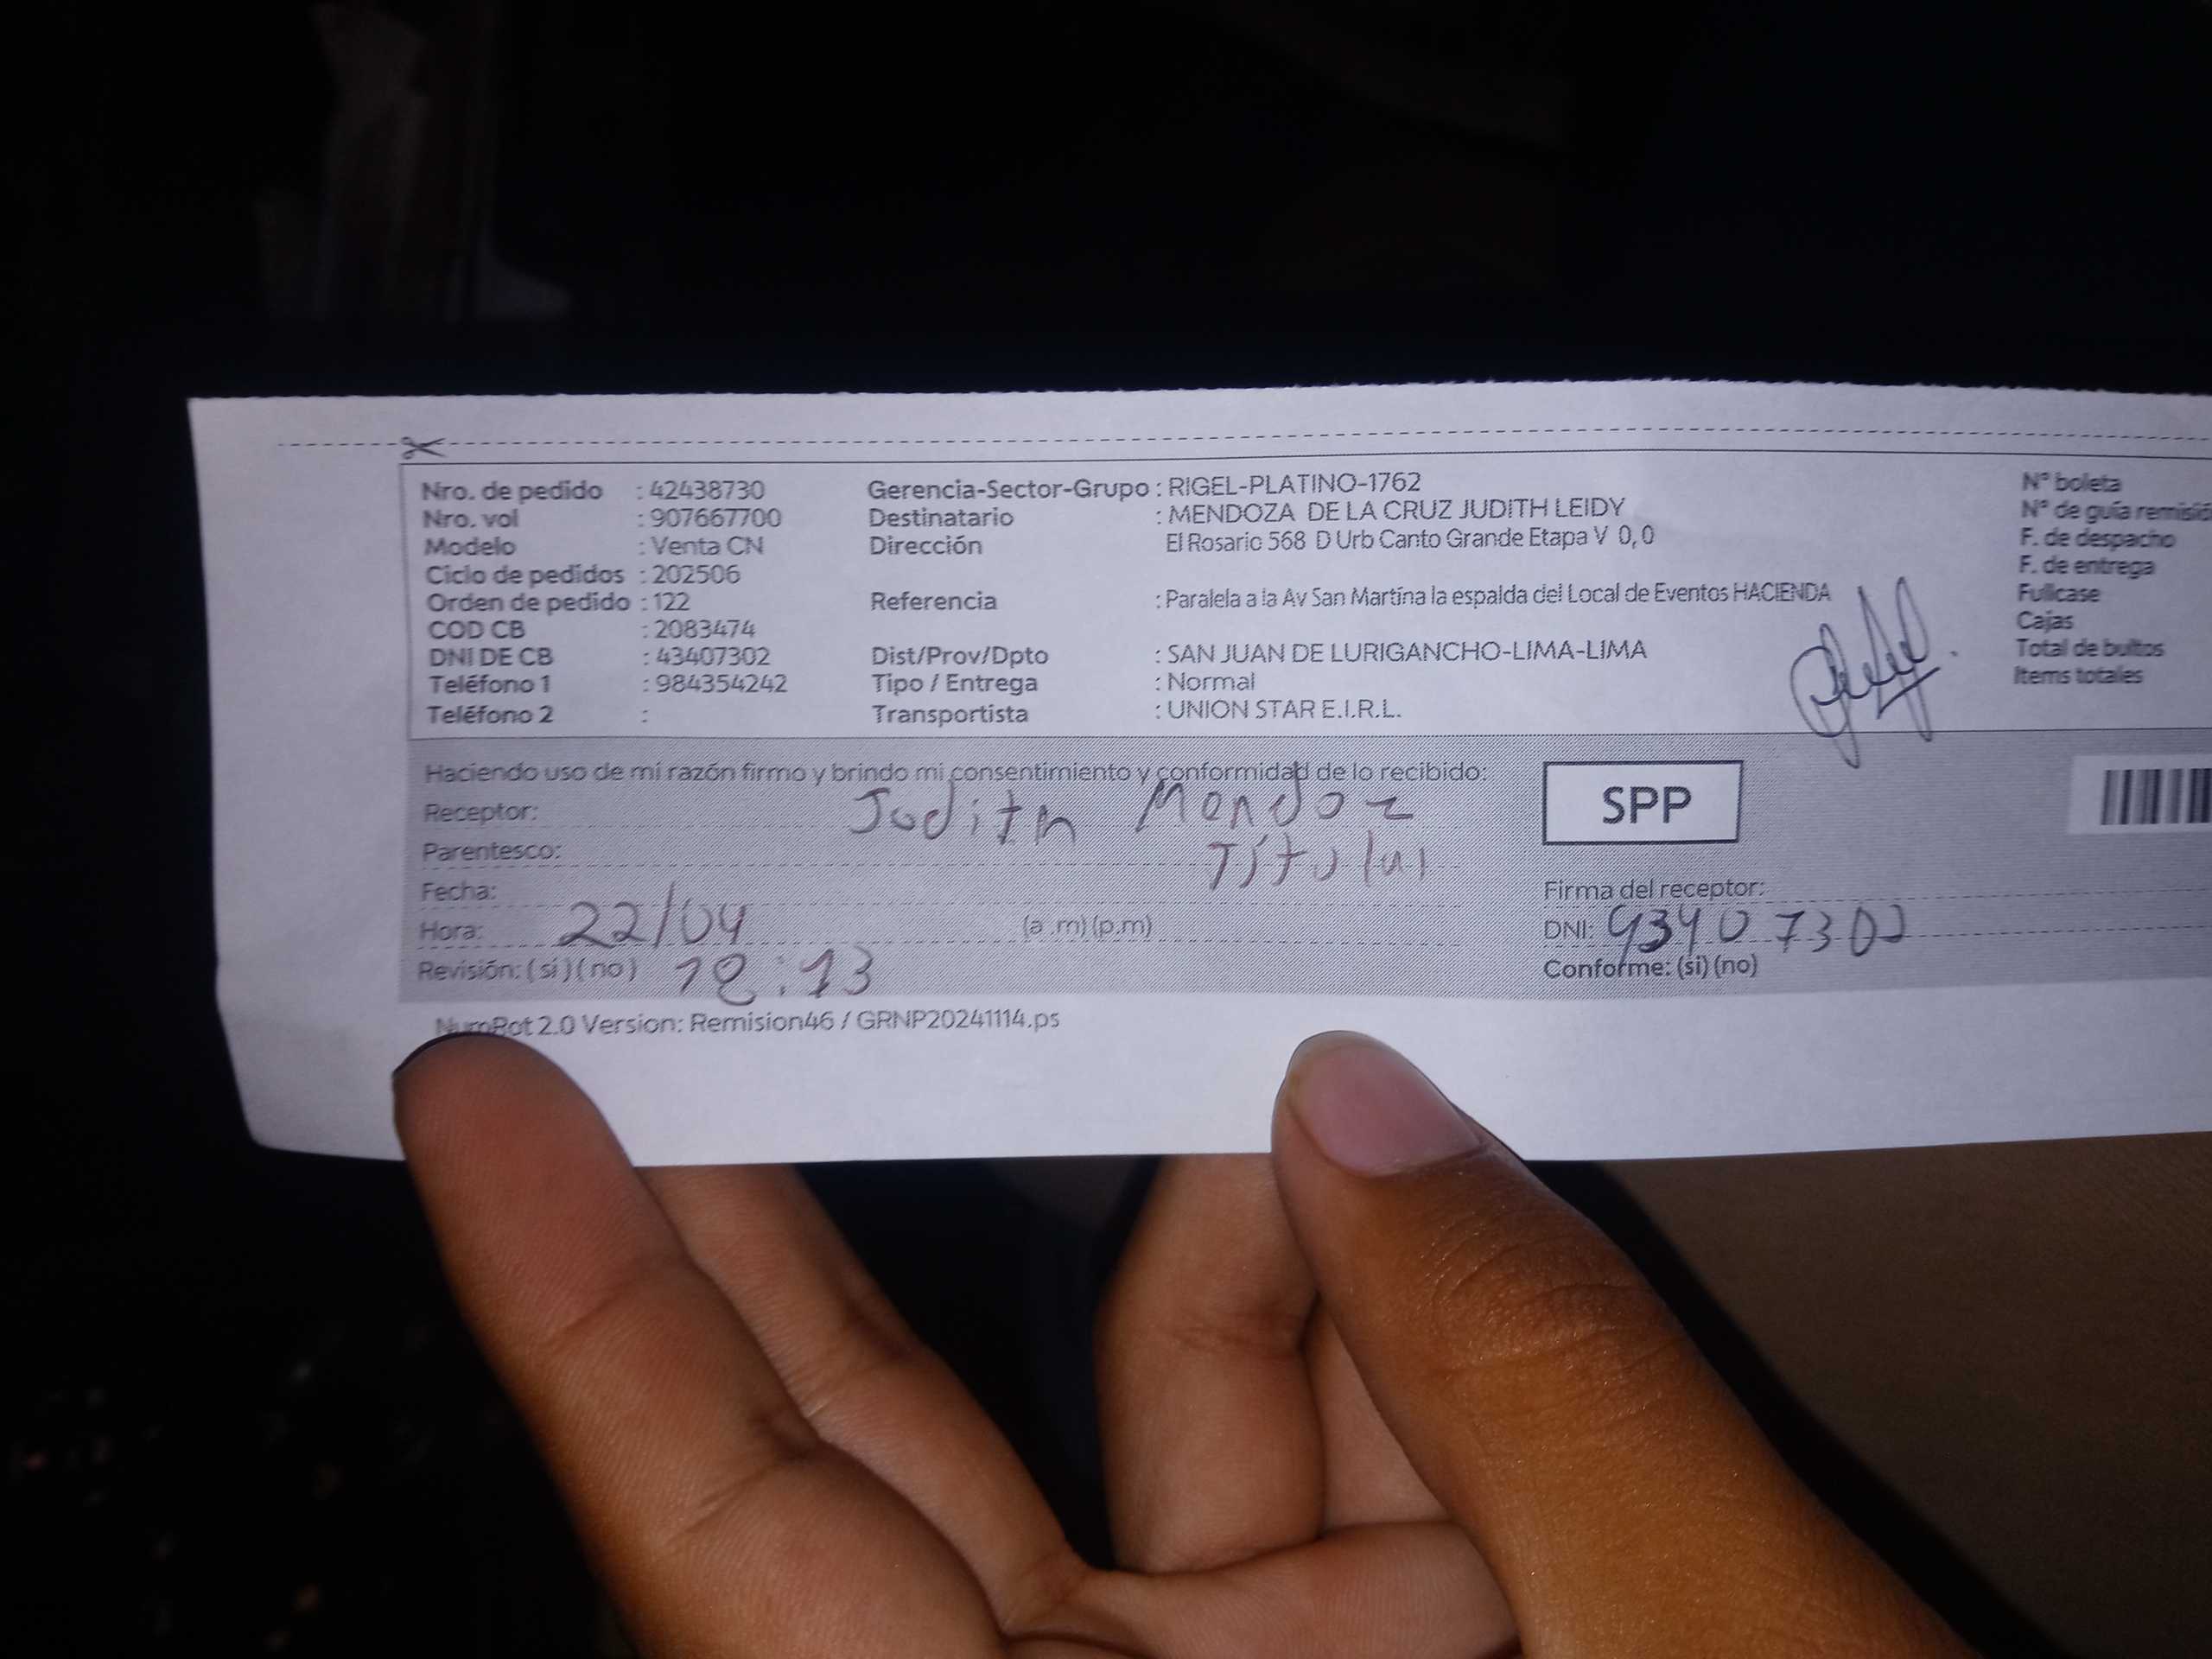 Nro. de pedido : 42438730 Gerencia-Sector-Grupo : RIGEL-PLATINO-1762 N° boleta
Nro. vol : 907667700 Destinatario : MENDOZA DE LA CRUZ JUDITH LEIDY N° de guía remisió
Modelo : Venta CN Dirección El Rosario 568 D Urb Canto Grande Etapa V 0,0 F. de despacho
Ciclo de pedidos : 202506 F. de entrega
Orden de pedido : 122 Referencia : Paralela a la Av San Martína la espalda del Local de Eventos HACIENDA Fullcase
COD CB : 2083474 Cajas
DNI DE CB : 43407302 Dist/Prov/Dpto : SAN JUAN DE LURIGANCHO-LIMA-LIMA Total de bultos
Teléfono 1 : 984354242 Tipo / Entrega : Normal Items totales
Teléfono 2 : Transportista : UNION STAR E.I.R.L.
Haciendo uso de mi razón firmo y brindo mi consentimiento y conformidad de lo recibido:
Receptor: Judith Mendoz SPP
Parentesco: Titular
Fecha: Firma del receptor:
Hora: 22/04 (a.m)(p.m) DNI: 43407302
Revisión: (si)(no) 18:13 Conforme: (si)(no)
2.0 Version: Remision46 / GRNP20241114.ps